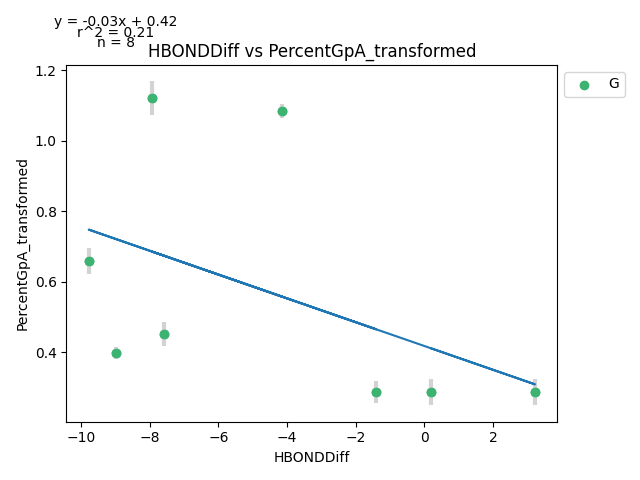 y = -0.03x + 0.42
r^2 = 0.21
n = 8
HBONDDiff vs PercentGpA_transformed
G
1.2
1.0
0.8
0.6
0.4
PercentGpA_transformed
−10
−8
−6
−4
−2
0
2
HBONDDiff